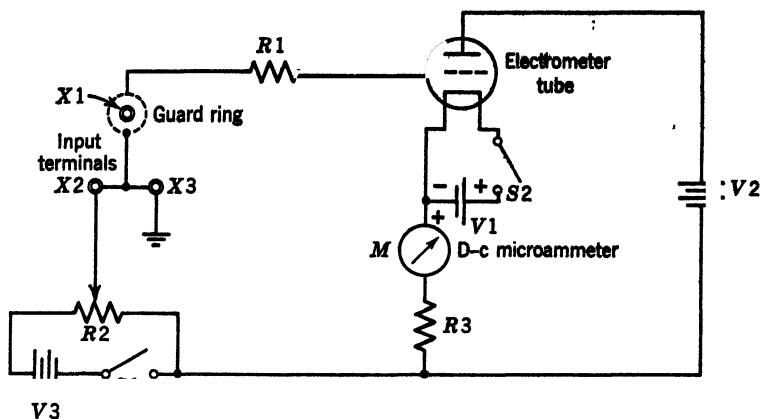 R1
Electrometer
tube
X1
Guard ring
Input
terminals
X2
X3
S2
V2
- +
V1
+
M
D-c microammeter
R2
R3
V3